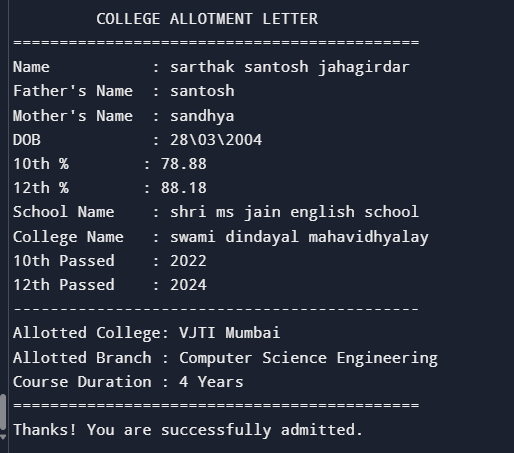 COLLEGE ALLOTMENT LETTER
============================================
Name : sarthak santosh jahagirdar
Father's Name : santosh
Mother's Name : sandhya
DOB : 28\03\2004
10th % : 78.88
12th % : 88.18
School Name : shri ms jain english school
College Name : swami dindayal mahavidhyalay
10th Passed : 2022
12th Passed : 2024
--------------------------------------------
Allotted College: VJTI Mumbai
Allotted Branch : Computer Science Engineering
Course Duration : 4 Years
============================================
Thanks! You are successfully admitted.